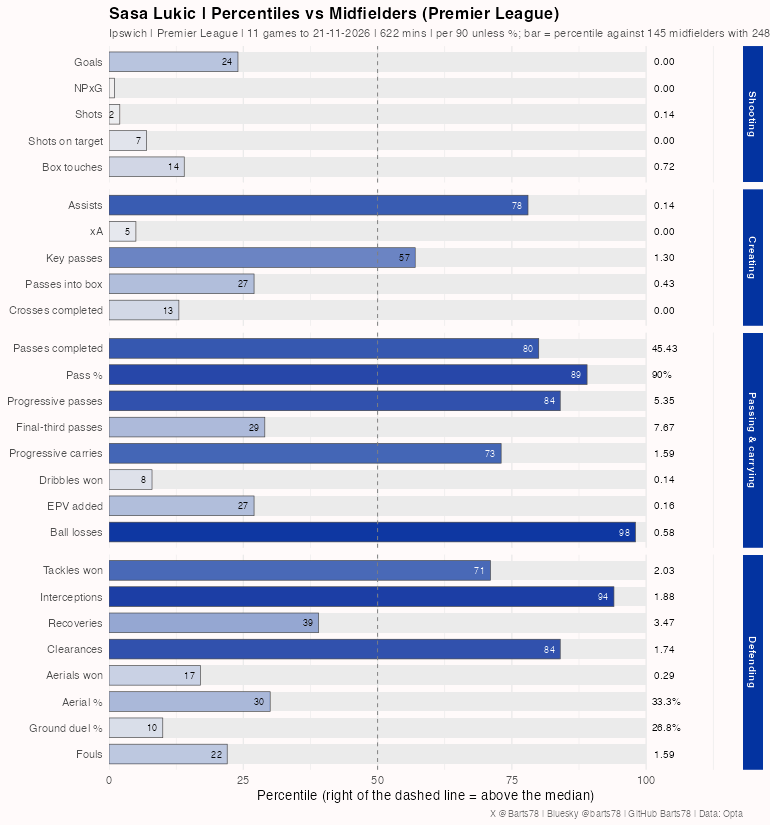 Sasa Lukic | Percentiles vs Midfielders (Premier League)
Ipswich | Premier League | 11 games to 21-11-2026 | 622 mins | per 90 unless %; bar = percentile against 145 midfielders with 248
Goals 24 0.00
NPxG 0.00
Shots 2 0.14
Shots on target 7 0.00
Box touches 14 0.72
Shooting
Assists 78 0.14
xA 5 0.00
Key passes 57 1.30
Passes into box 27 0.43
Crosses completed 13 0.00
Creating
Passes completed 80 45.43
Pass % 89 90%
Progressive passes 84 5.35
Final-third passes 29 7.67
Progressive carries 73 1.59
Dribbles won 8 0.14
EPV added 27 0.16
Ball losses 98 0.58
Passing & carrying
Tackles won 71 2.03
Interceptions 94 1.88
Recoveries 39 3.47
Clearances 84 1.74
Aerials won 17 0.29
Aerial % 30 33.3%
Ground duel % 10 26.8%
Fouls 22 1.59
Defending
0 25 50 75 100
Percentile (right of the dashed line = above the median)
X @Barts78 | Bluesky @barts78 | GitHub Barts78 | Data: Opta